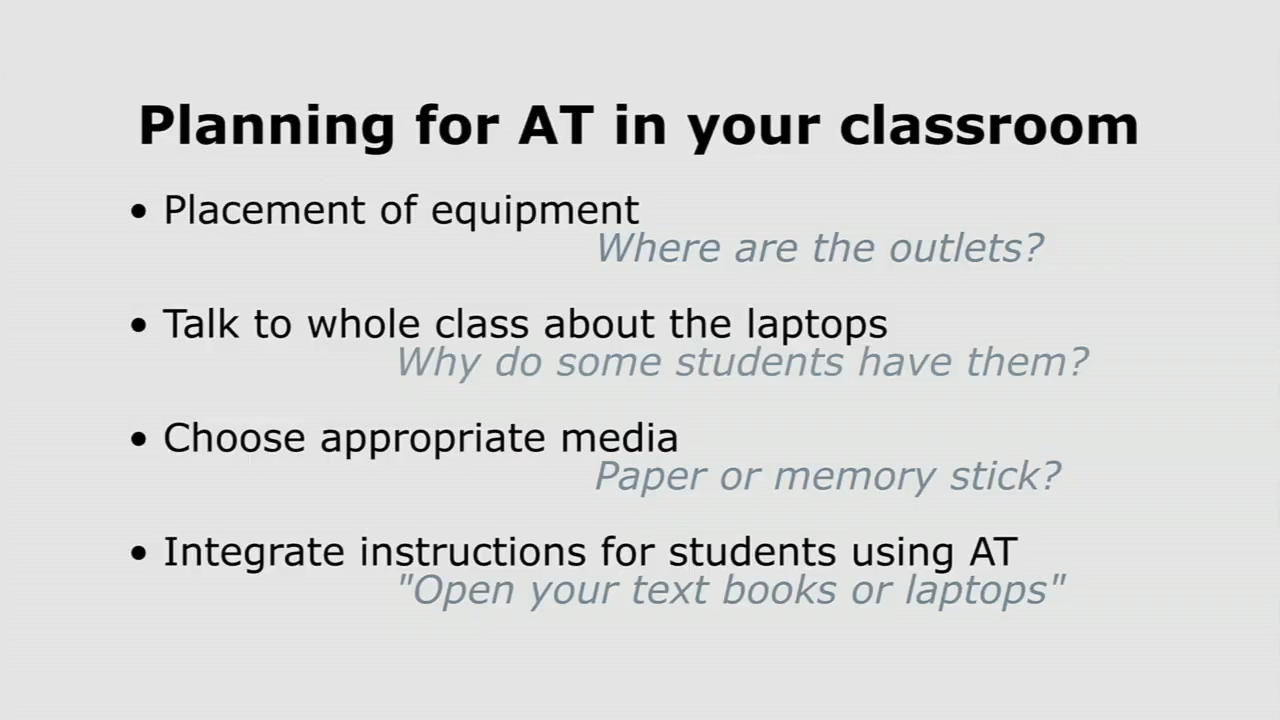 Planning for AT in your classroom
• Placement of equipment
Where are the outlets?
• Talk to whole class about the laptops
Why do some students have them?
• Choose appropriate media
Paper or memory stick?
• Integrate instructions for students using AT
"Open your text books or laptops"